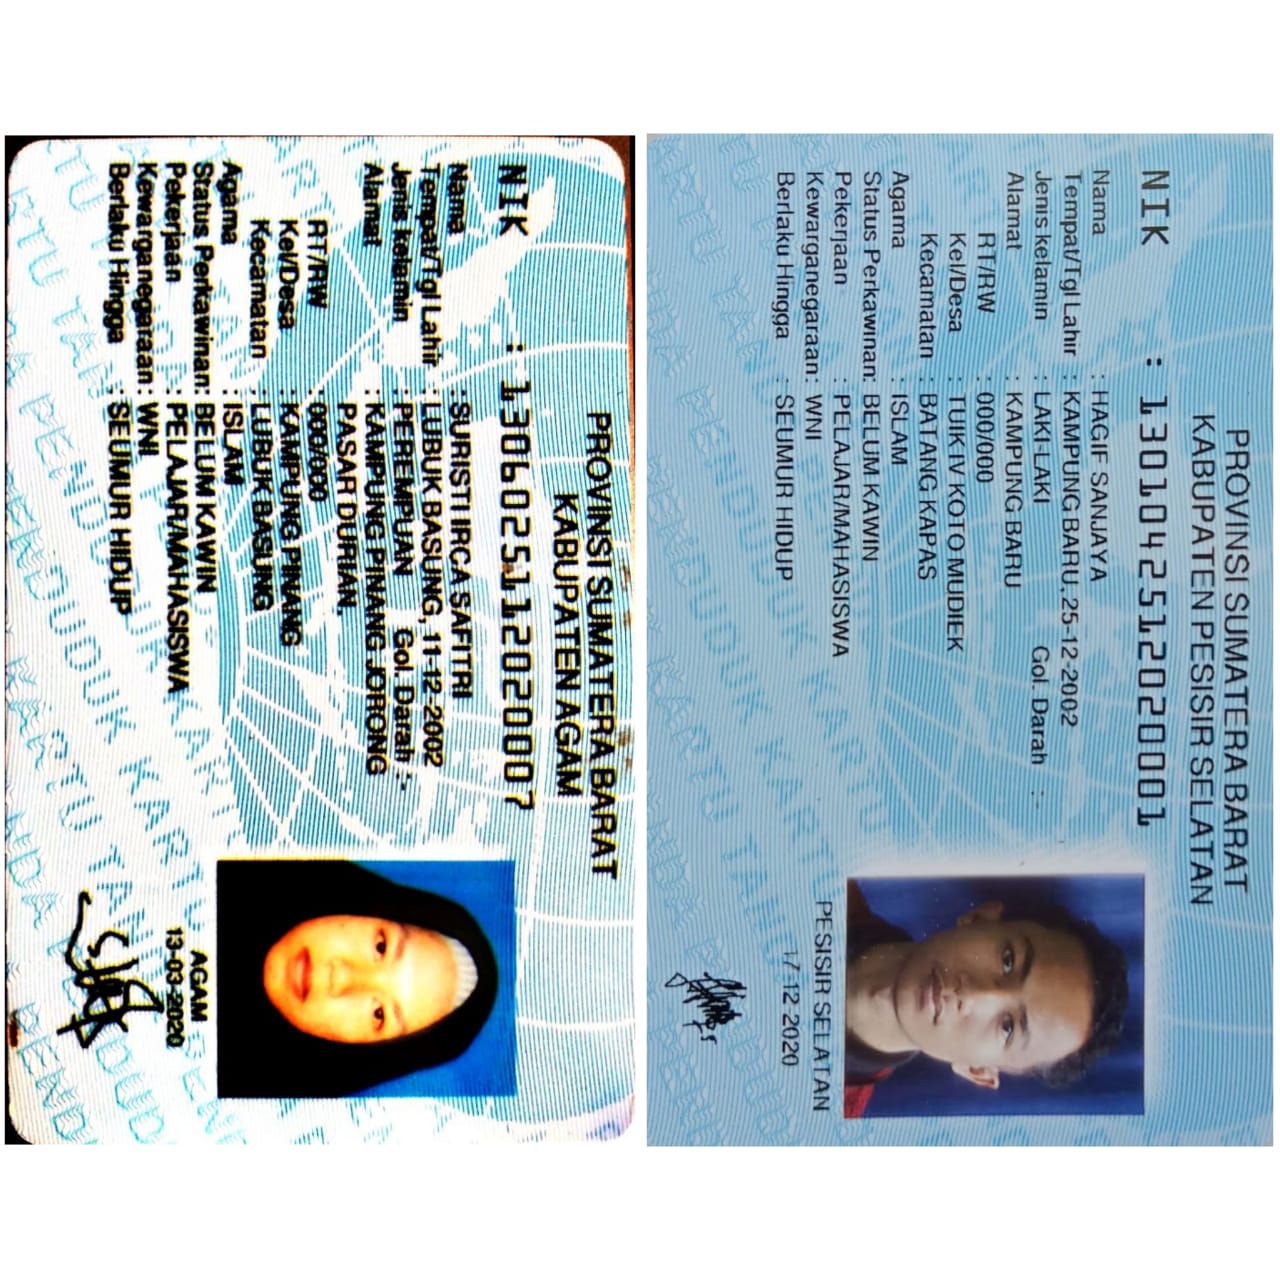 PROVINSI SUMATERA BARAT
KABUPATEN AGAM
NIK : 1306025112020007
Nama : SURISTI IRCA SAFITRI
Tempat/Tgl Lahir : LUBUK BASUNG, 11-12-2002
Jenis kelamin : PEREMPUAN Gol. Darah : -
Alamat : KAMPUNG PINANG JORONG
PASAR DURIAN
RT/RW : 000/000
Kel/Desa : KAMPUNG PINANG
Kecamatan : LUBUK BASUNG
Agama : ISLAM
Status Perkawinan: BELUM KAWIN
Pekerjaan : PELAJAR/MAHASISWA
Kewarganegaraan: WNI
Berlaku Hingga : SEUMUR HIDUP
AGAM
13-03-2020
PROVINSI SUMATERA BARAT
KABUPATEN PESISIR SELATAN
NIK : 1301042512020001
Nama : HAGIF SANJAYA
Tempat/Tgl Lahir : KAMPUNG BARU, 25-12-2002
Jenis kelamin : LAKI-LAKI Gol. Darah :
Alamat : KAMPUNG BARU
RT/RW : 000/000
Kel/Desa : TUIK IV KOTO MUDIEK
Kecamatan : BATANG KAPAS
Agama : ISLAM
Status Perkawinan: BELUM KAWIN
Pekerjaan : PELAJAR/MAHASISWA
Kewarganegaraan: WNI
Berlaku Hingga : SEUMUR HIDUP
PESISIR SELATAN
17-12 2020